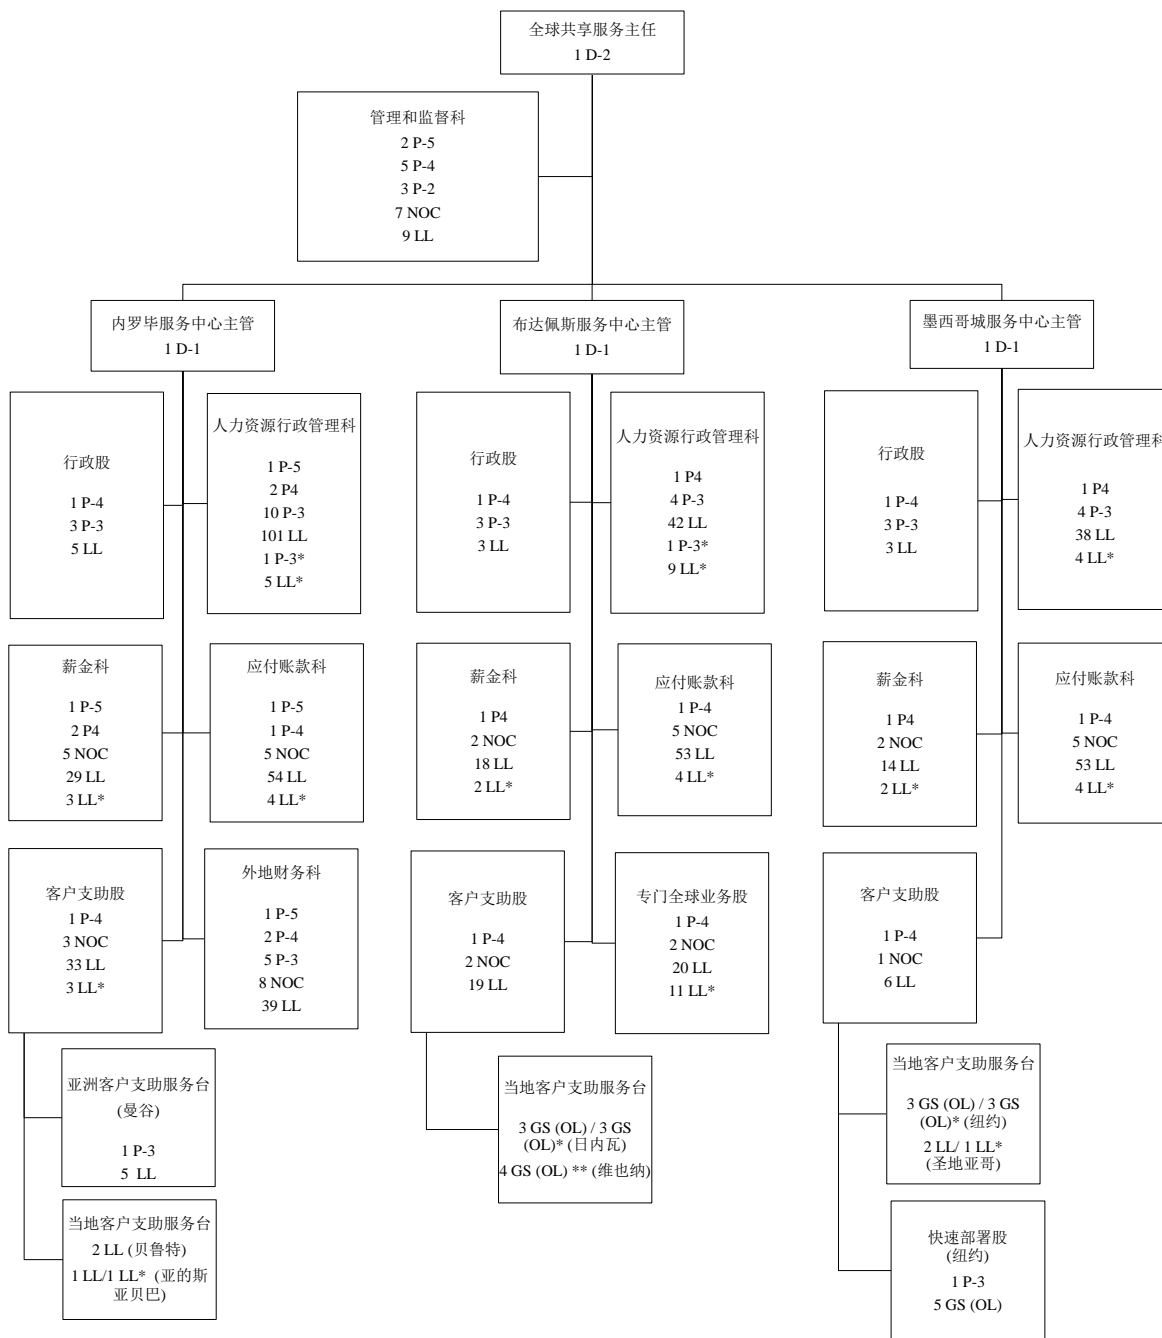 全球共享服务主任
1 D-2
管理和监督科
2 P-5
5 P-4
3 P-2
7 NOC
9 LL
内罗毕服务中心主管
1 D-1
布达佩斯服务中心主管
1 D-1
墨西哥城服务中心主管
1 D-1
行政股
1 P-4
3 P-3
5 LL
人力资源行政管理科
1 P-5
2 P4
10 P-3
101 LL
1 P-3*
5 LL*
行政股
1 P-4
3 P-3
3 LL
人力资源行政管理科
1 P4
4 P-3
42 LL
1 P-3*
9 LL*
行政股
1 P-4
3 P-3
3 LL
人力资源行政管理科
1 P4
4 P-3
38 LL
4 LL*
薪金科
1 P-5
2 P4
5 NOC
29 LL
3 LL*
应付账款科
1 P-5
1 P-4
5 NOC
54 LL
4 LL*
薪金科
1 P4
2 NOC
18 LL
2 LL*
应付账款科
1 P-4
5 NOC
53 LL
4 LL*
薪金科
1 P4
2 NOC
14 LL
2 LL*
应付账款科
1 P-4
5 NOC
53 LL
4 LL*
客户支助股
1 P-4
3 NOC
33 LL
3 LL*
外地财务科
1 P-5
2 P-4
5 P-3
8 NOC
39 LL
客户支助股
1 P-4
2 NOC
19 LL
专门全球业务股
1 P-4
2 NOC
20 LL
11 LL*
客户支助股
1 P-4
1 NOC
6 LL
亚洲客户支助服务台
(曼谷)
1 P-3
5 LL
当地客户支助服务台
2 LL (贝鲁特)
1 LL/1 LL* (亚的斯
亚贝巴)
当地客户支助服务台
3 GS (OL) / 3 GS
(OL)* (日内瓦)
4 GS (OL) ** (维也纳)
当地客户支助服务台
3 GS (OL) / 3 GS
(OL)* (纽约)
2 LL/ 1 LL*
(圣地亚哥)
快速部署股
(纽约)
1 P-3
5 GS (OL)